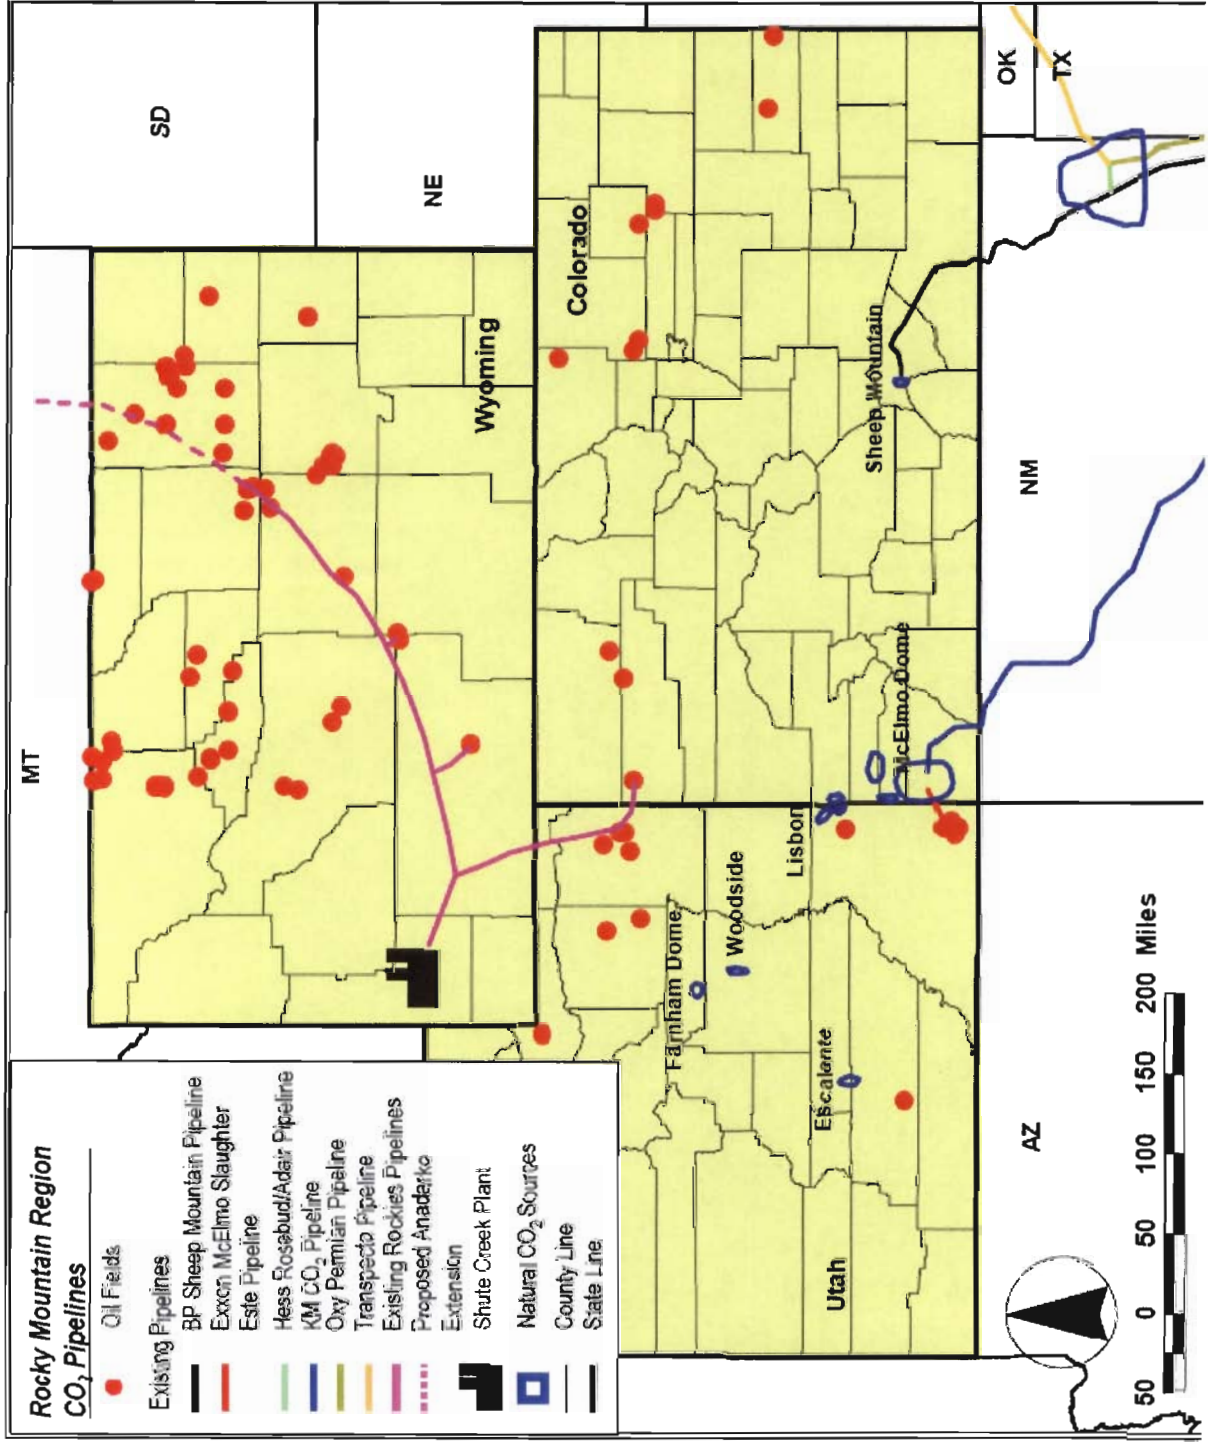 Rocky Mountain Region
CO2 Pipelines
Oil Fields
Existing Pipelines
BP Sheep Mountain Pipeline
Exxon McElmo Slaughter
Este Pipeline
Hess Rosebud/Adair Pipeline
KM CO2 Pipeline
Oxy Permian Pipeline
Transpecto Pipeline
Existing Rockies Pipelines
Proposed Anadarko
Extension
Shute Creek Plant
Natural CO2 Sources
County Line
State Line
MT
SD
NE
Wyoming
Colorado
Utah
Farnham Dome
Woodside
Lisbon
Escalante
McElmo Dome
Sheep Mountain
AZ
NM
OK
TX
50 0 50 100 150 200 Miles